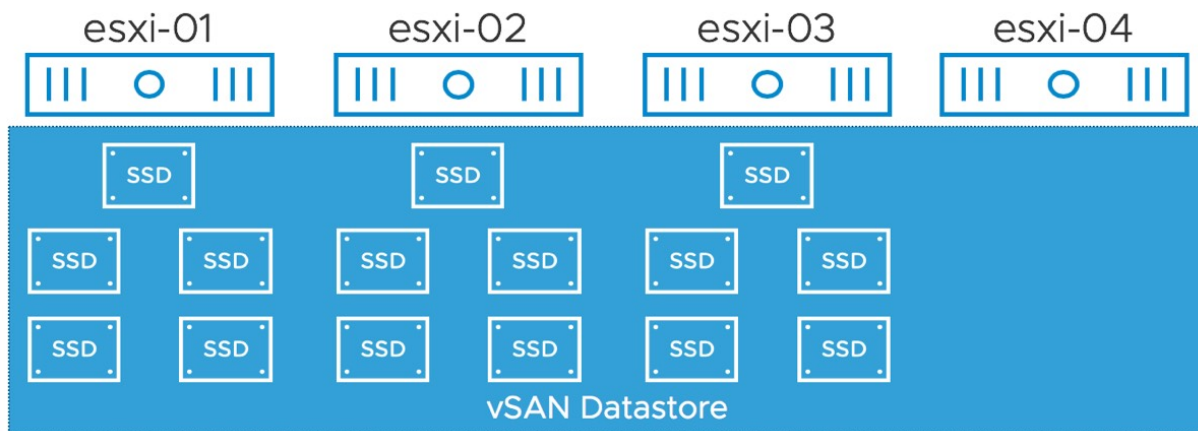 esxi-01 esxi-02 esxi-03 esxi-04
SSD SSD SSD
SSD SSD SSD SSD SSD SSD
SSD SSD SSD SSD SSD SSD
vSAN Datastore